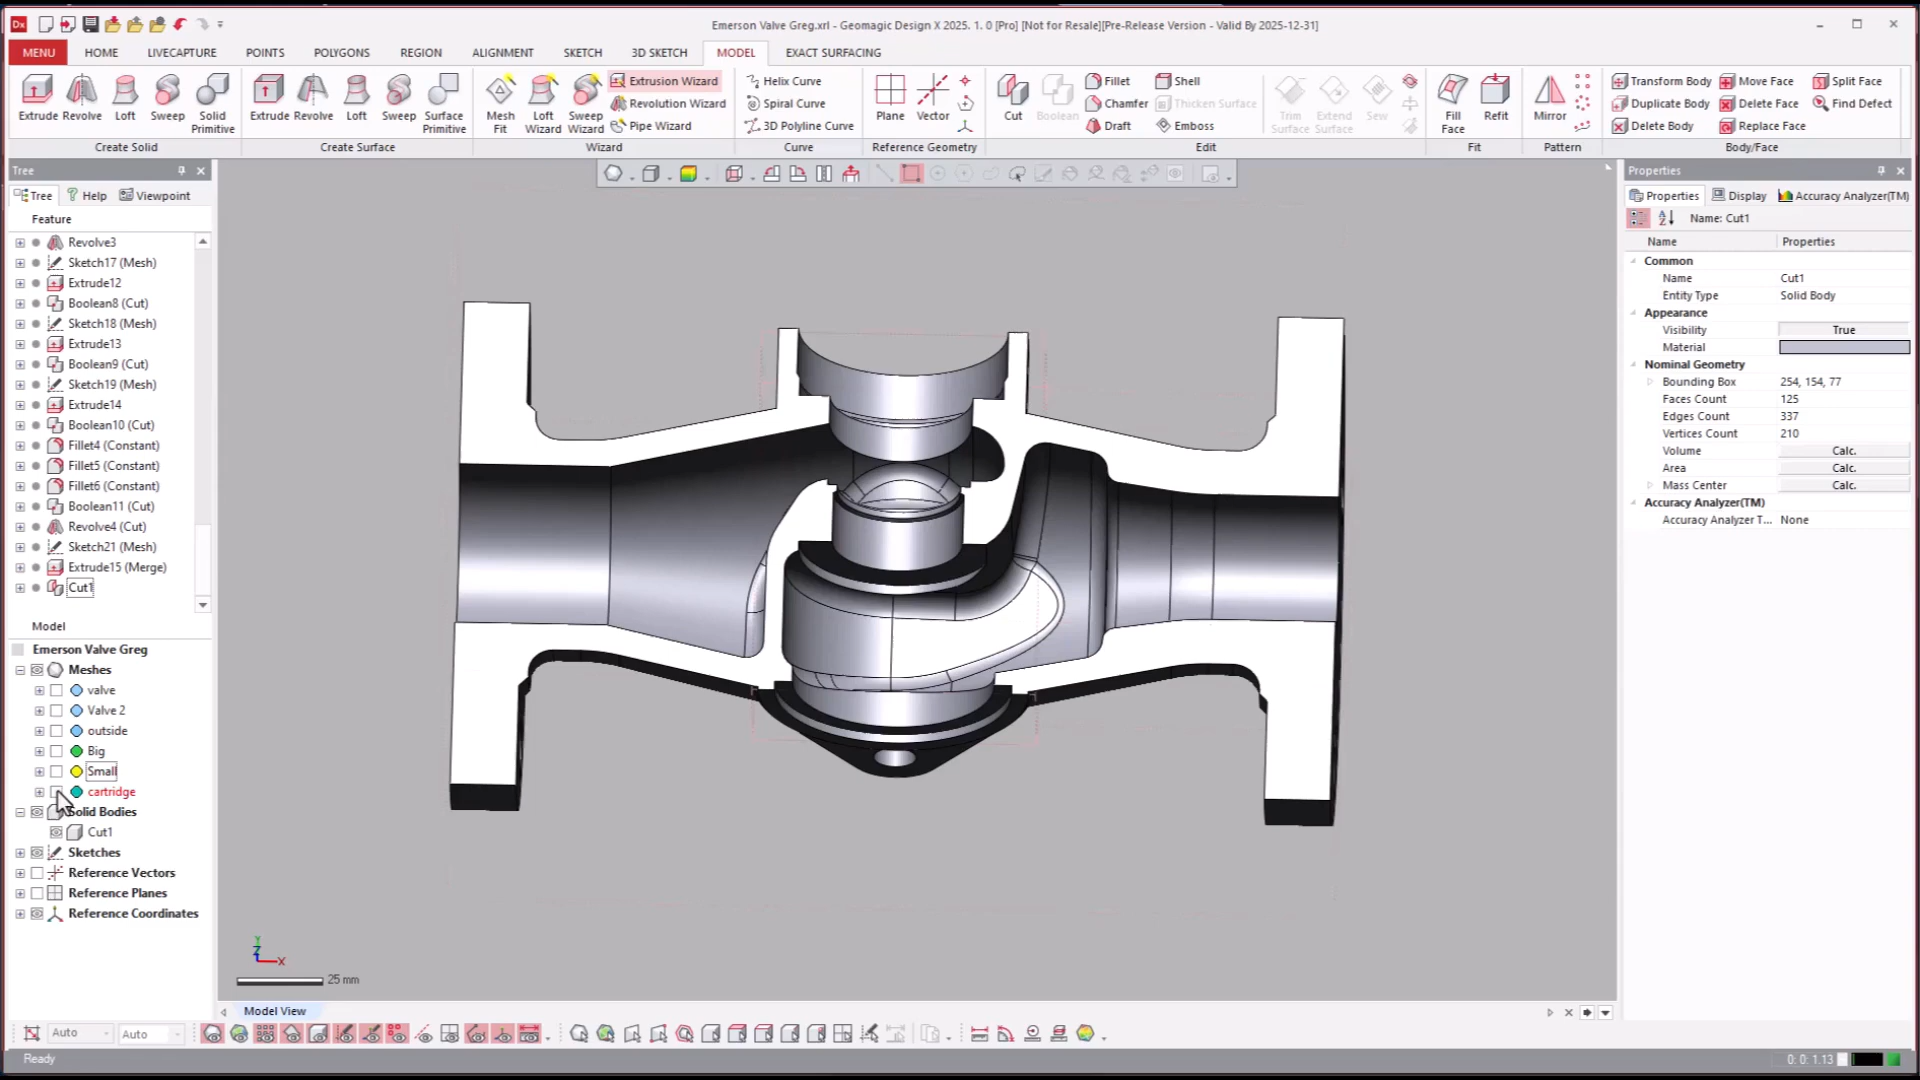 Dx
Emerson Valve Greg.xrl - Geomagic Design X 2025. 1. 0 [Pro] [Not for Resale][Pre-Release Version - Valid By 2025-12-31]
MENU HOME LIVECAPTURE POINTS POLYGONS REGION ALIGNMENT SKETCH 3D SKETCH MODEL EXACT SURFACING
Extrude Revolve Loft Sweep Solid Primitive
Create Solid
Extrude Revolve Loft Sweep Surface Primitive
Create Surface
Mesh Fit Loft Wizard Sweep Wizard
Extrusion Wizard
Revolution Wizard
Pipe Wizard
Wizard
Helix Curve
Spiral Curve
3D Polyline Curve
Curve
Plane Vector
Reference Geometry
Cut Boolean
Fillet Shell
Chamfer Thicken Surface
Draft Emboss
Trim Surface Extend Surface Sew
Edit
Fill Face Refit
Fit
Mirror
Pattern
Transform Body Move Face Split Face
Duplicate Body Delete Face Find Defect
Delete Body Replace Face
Body/Face
Tree
Tree Help Viewpoint
Feature
Revolve3
Sketch17 (Mesh)
Extrude12
Boolean8 (Cut)
Sketch18 (Mesh)
Extrude13
Boolean9 (Cut)
Sketch19 (Mesh)
Extrude14
Boolean10 (Cut)
Fillet4 (Constant)
Fillet5 (Constant)
Fillet6 (Constant)
Boolean11 (Cut)
Revolve4 (Cut)
Sketch21 (Mesh)
Extrude15 (Merge)
Cut1
Model
Emerson Valve Greg
Meshes
valve
Valve 2
outside
Big
Small
cartridge
Solid Bodies
Cut1
Sketches
Reference Vectors
Reference Planes
Reference Coordinates
Y
Z
X
25 mm
Model View
Properties
Properties Display Accuracy Analyzer(TM)
Name: Cut1
Name Properties
Common
Name Cut1
Entity Type Solid Body
Appearance
Visibility True
Material
Nominal Geometry
Bounding Box 254, 154, 77
Faces Count 125
Edges Count 337
Vertices Count 210
Volume Calc.
Area Calc.
Mass Center Calc.
Accuracy Analyzer(TM)
Accuracy Analyzer T... None
Auto Auto
Ready
0: 0: 1.13